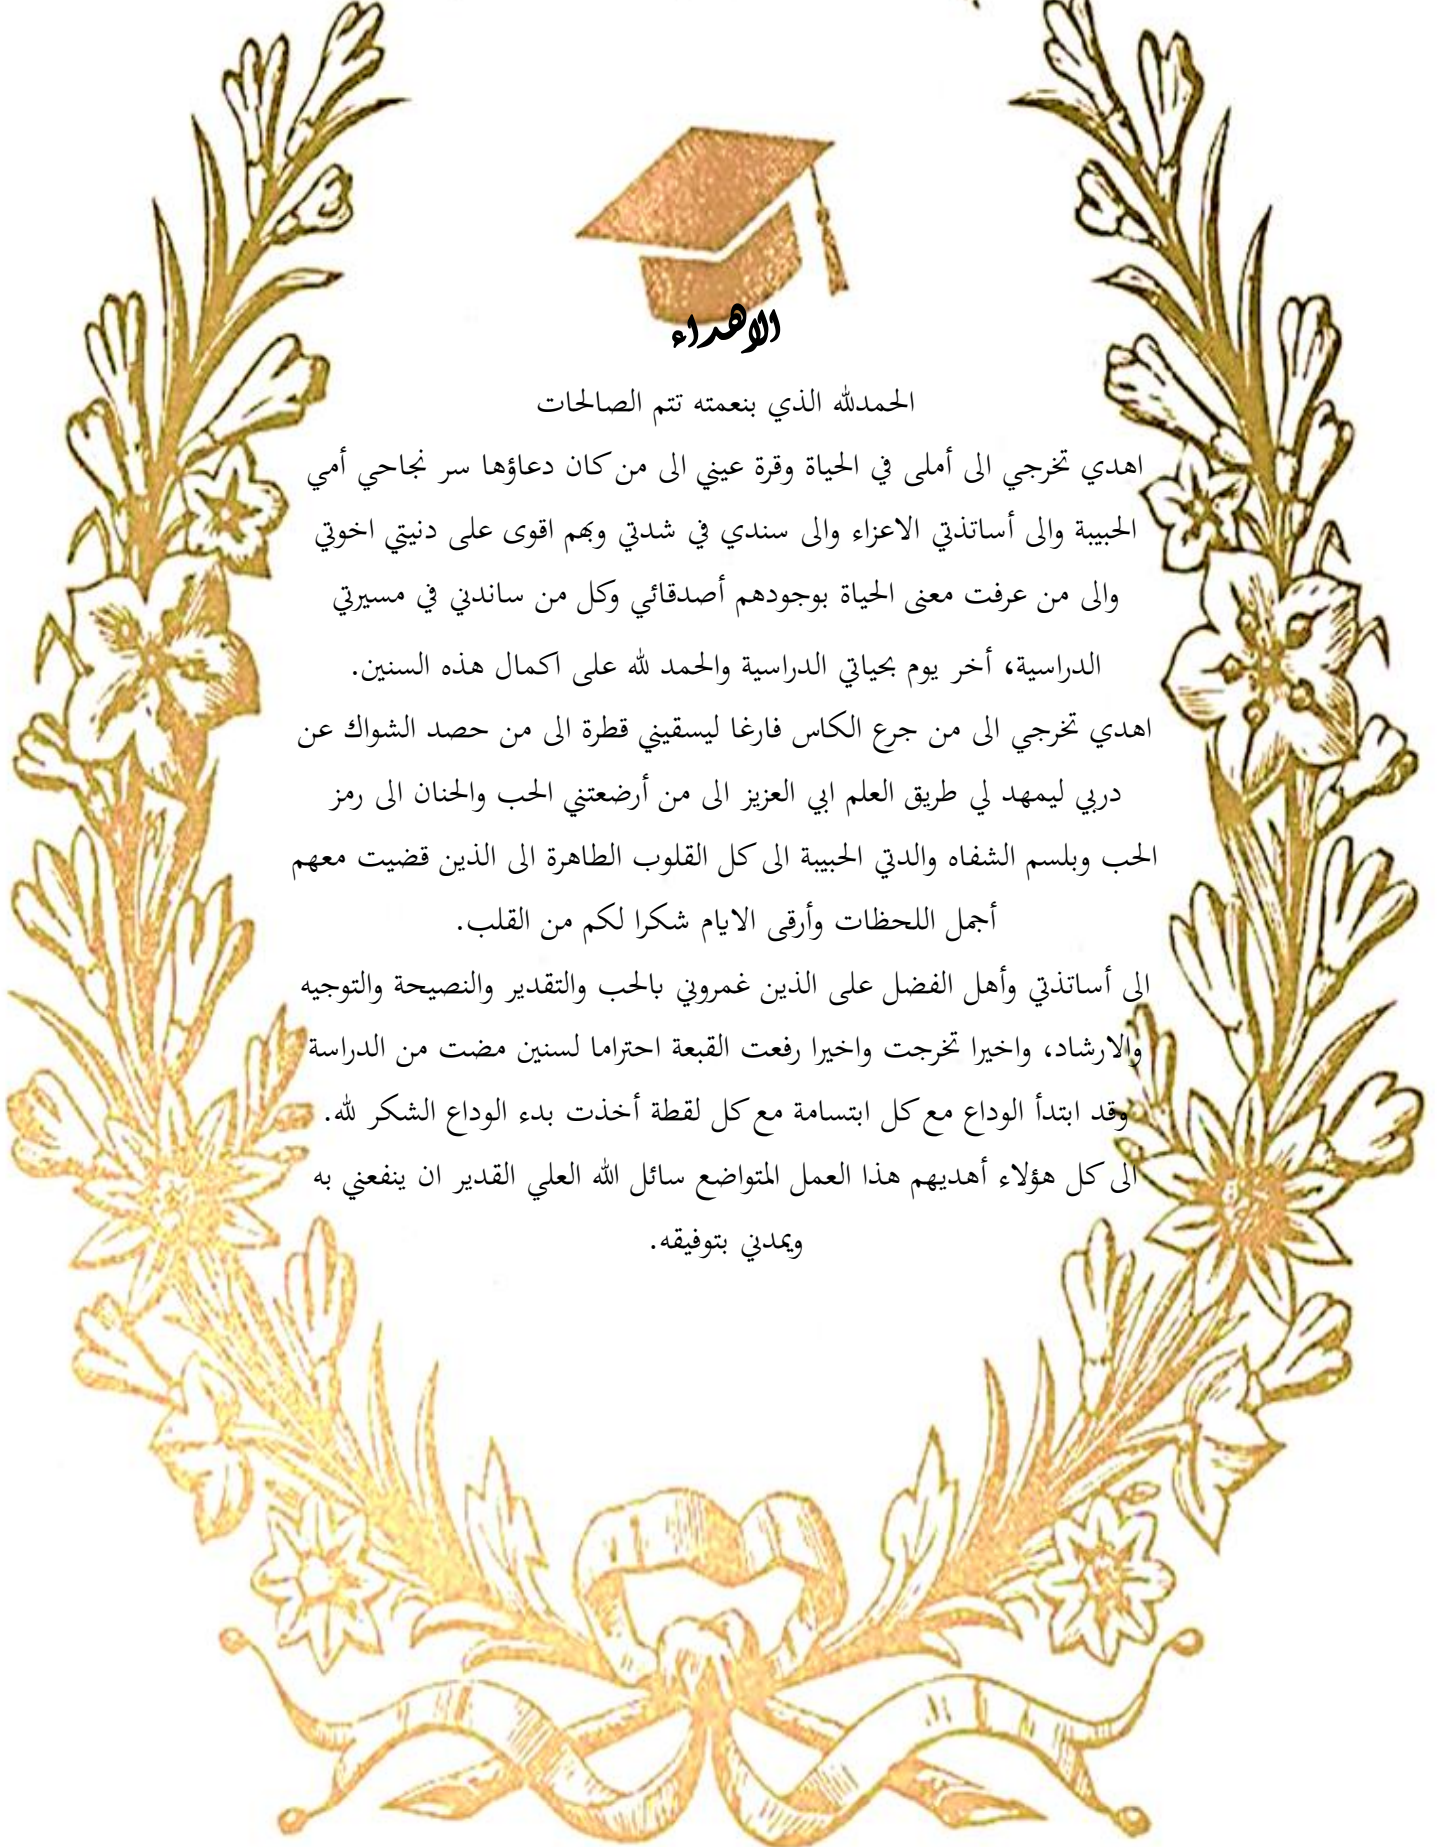 الاهداء
الحمدلله الذي بنعمته تتم الصالحات
اهدي تخرجي الى أملى في الحياة وقرة عيني الى من كان دعاؤها سر نجاحي أمي
الحبيبة والى أساتذتي الاعزاء والى سندي في شدتي وبهم اقوى على دنيتي اخوتي
والى من عرفت معنى الحياة بوجودهم أصدقائي وكل من ساندني في مسيرتي
الدراسية، أخر يوم بحياتي الدراسية والحمد لله على اكمال هذه السنين.
اهدي تخرجي الى من جرع الكاس فارغا ليسقيني قطرة الى من حصد الشواك عن
دربي ليمهد لي طريق العلم ابي العزيز الى من أرضعتني الحب والحنان الى رمز
الحب وبلسم الشفاه والدتي الحبيبة الى كل القلوب الطاهرة الى الذين قضيت معهم
أجمل اللحظات وأرقى الايام شكرا لكم من القلب.
الى أساتذتي وأهل الفضل على الذين غمروني بالحب والتقدير والنصيحة والتوجيه
والارشاد، واخيرا تخرجت واخيرا رفعت القبعة احتراما لسنين مضت من الدراسة
وقد ابتدأ الوداع مع كل ابتسامة مع كل لقطة أخذت بدء الوداع الشكر لله.
الى كل هؤلاء أهديهم هذا العمل المتواضع سائل الله العلي القدير ان ينفعني به
ويمدني بتوفيقه.